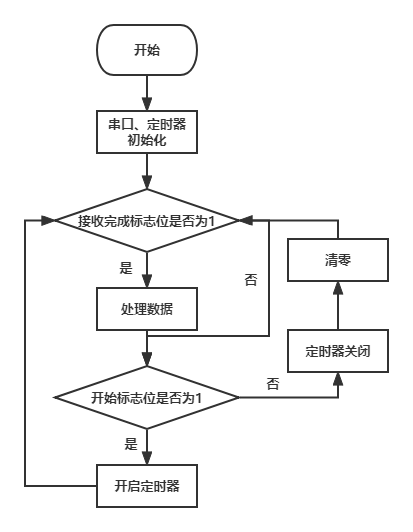 开始
串口、定时器
初始化
接收完成标志位是否为1
是
否
清零
处理数据
定时器关闭
开始标志位是否为1
否
是
开启定时器